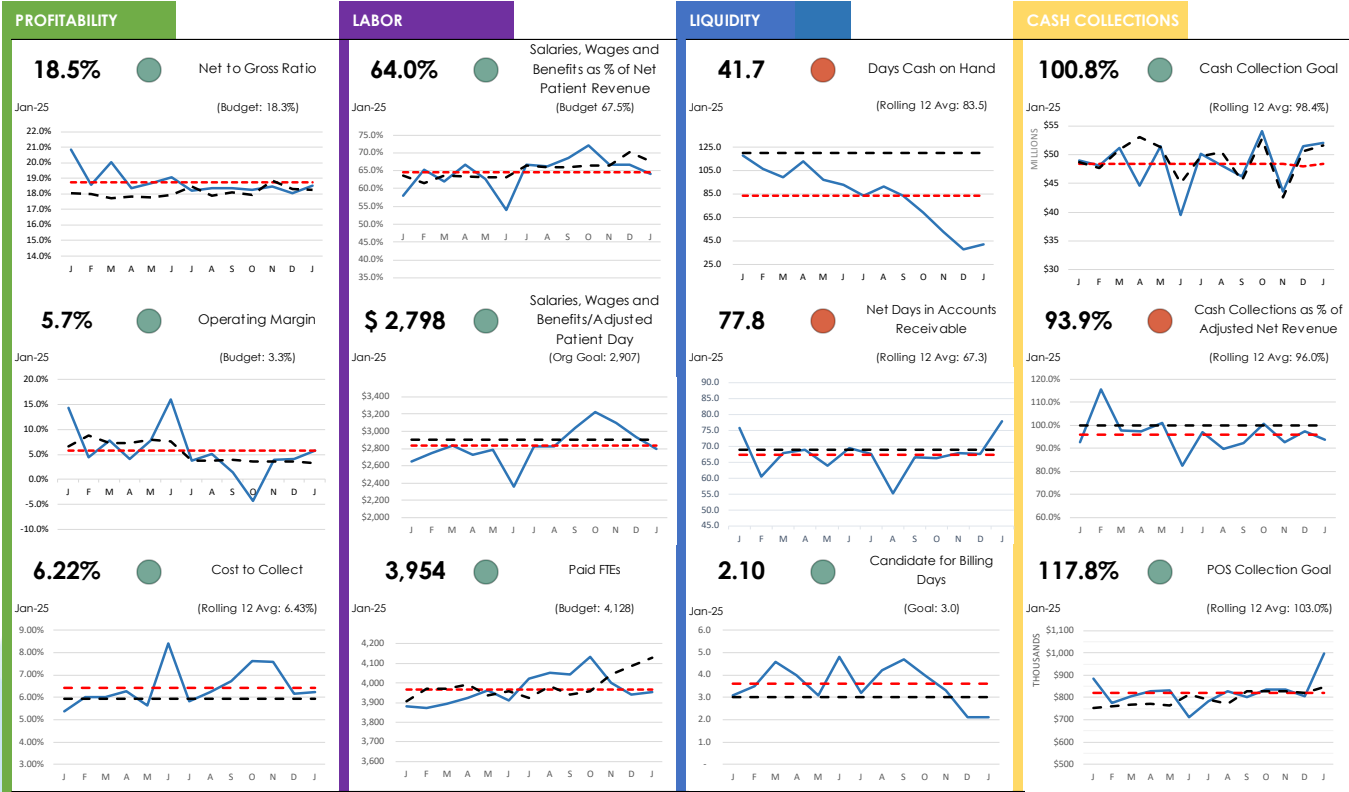 PROFITABILITY
18.5%
Net to Gross Ratio
Jan-25
(Budget: 18.3%)
22.0%
21.0%
20.0%
19.0%
18.0%
17.0%
16.0%
15.0%
14.0%
J F M A M J J A S O N D J
5.7%
Operating Margin
Jan-25
(Budget: 3.3%)
20.0%
15.0%
10.0%
5.0%
0.0%
-5.0%
-10.0%
J F M A M J J A S O N D J
6.22%
Cost to Collect
Jan-25
(Rolling 12 Avg: 6.43%)
9.00%
8.00%
7.00%
6.00%
5.00%
4.00%
3.00%
J F M A M J J A S O N D J
LABOR
64.0%
Salaries, Wages and
Benefits as % of Net
Patient Revenue
Jan-25
(Budget 67.5%)
75.0%
70.0%
65.0%
60.0%
55.0%
50.0%
45.0%
40.0%
35.0%
J F M A M J J A S O N D J
$ 2,798
Salaries, Wages and
Benefits/Adjusted
Patient Day
Jan-25
(Org Goal: 2,907)
$3,400
$3,200
$3,000
$2,800
$2,600
$2,400
$2,200
$2,000
J F M A M J J A S O N D J
3,954
Paid FTEs
Jan-25
(Budget: 4,128)
4,200
4,100
4,000
3,900
3,800
3,700
3,600
J F M A M J J A S O N D J
LIQUIDITY
41.7
Days Cash on Hand
Jan-25
(Rolling 12 Avg: 83.5)
125.0
105.0
85.0
65.0
45.0
25.0
J F M A M J J A S O N D J
77.8
Net Days in Accounts
Receivable
Jan-25
(Rolling 12 Avg: 67.3)
90.0
85.0
80.0
75.0
70.0
65.0
60.0
55.0
50.0
45.0
J F M A M J J A S O N D J
2.10
Candidate for Billing
Days
Jan-25
(Goal: 3.0)
6.0
5.0
4.0
3.0
2.0
1.0
-
J F M A M J J A S O N D J
CASH COLLECTIONS
100.8%
Cash Collection Goal
Jan-25
(Rolling 12 Avg: 98.4%)
MILLIONS
$55
$50
$45
$40
$35
$30
J F M A M J J A S O N D J
93.9%
Cash Collections as % of
Adjusted Net Revenue
Jan-25
(Rolling 12 Avg: 96.0%)
120.0%
110.0%
100.0%
90.0%
80.0%
70.0%
60.0%
J F M A M J J A S O N D J
117.8%
POS Collection Goal
Jan-25
(Rolling 12 Avg: 103.0%)
THOUSANDS
$1,100
$1,000
$900
$800
$700
$600
$500
J F M A M J J A S O N D J